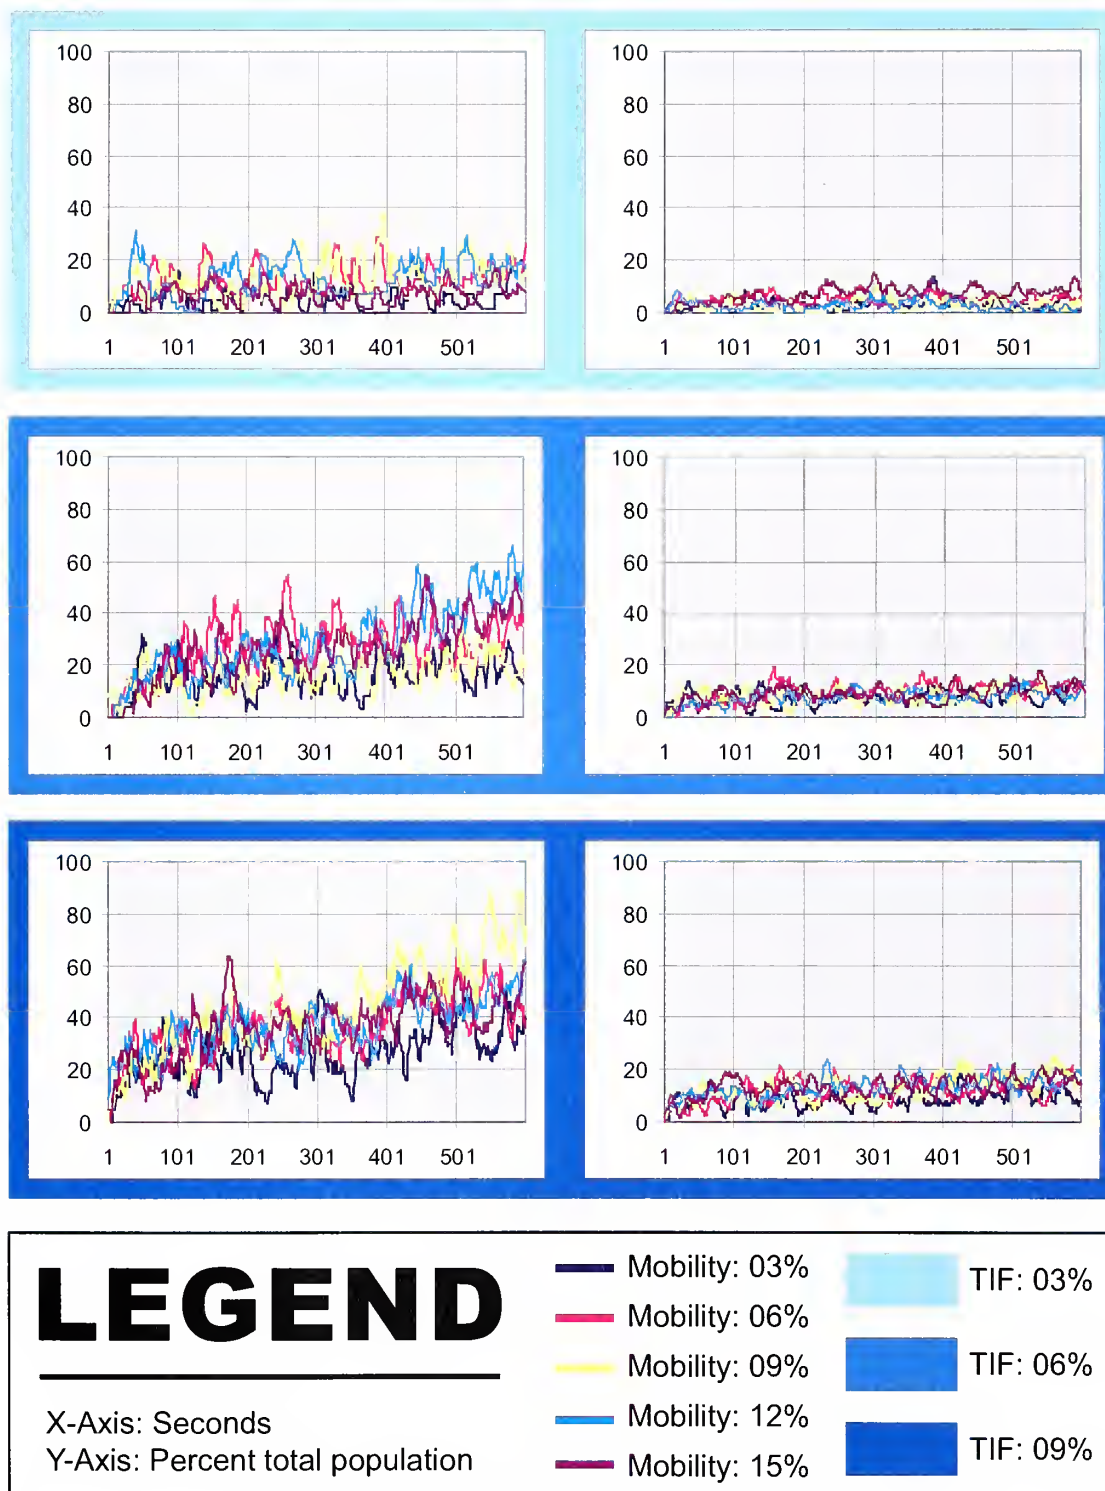 100
80
60
40
20
0
1 101 201 301 401 501
100
80
60
40
20
0
1 101 201 301 401 501
100
80
60
40
20
0
1 101 201 301 401 501
100
80
60
40
20
0
1 101 201 301 401 501
100
80
60
40
20
0
1 101 201 301 401 501
100
80
60
40
20
0
1 101 201 301 401 501
LEGEND
X-Axis: Seconds
Y-Axis: Percent total population
Mobility: 03%
Mobility: 06%
Mobility: 09%
Mobility: 12%
Mobility: 15%
TIF: 03%
TIF: 06%
TIF: 09%